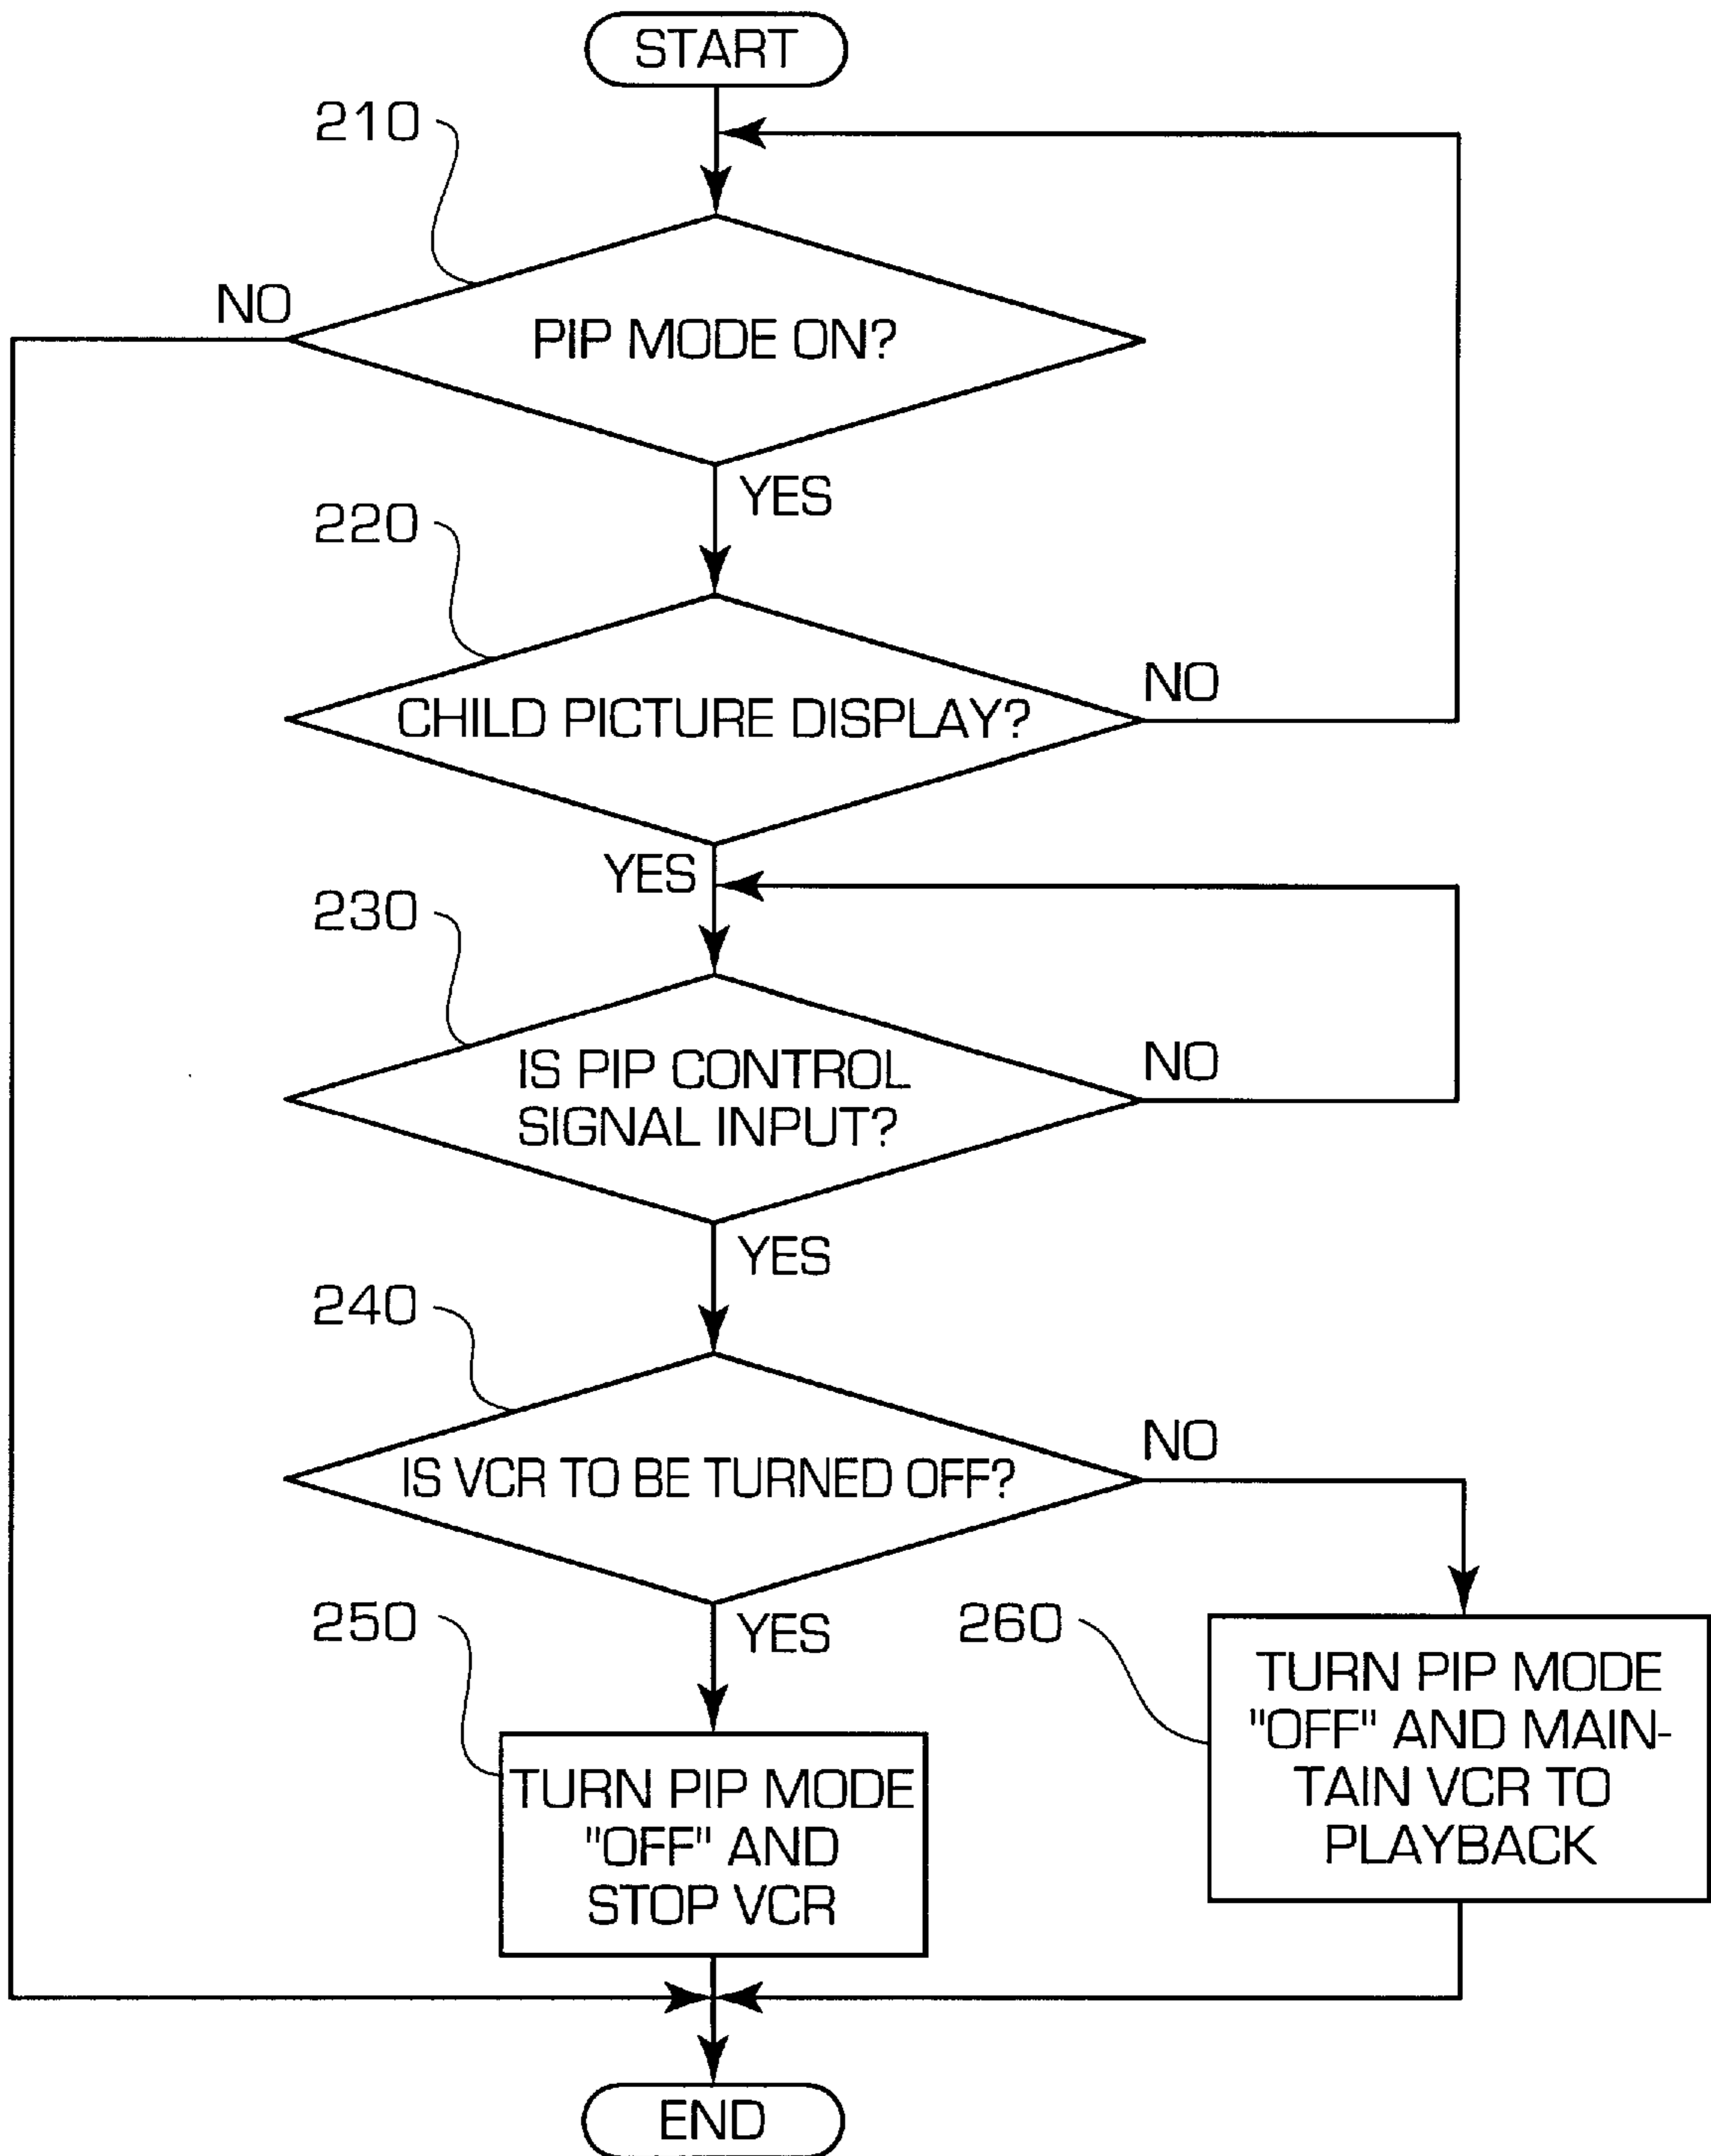 START
210
NO
PIP MODE ON?
YES
220
CHILD PICTURE DISPLAY?
NO
YES
230
IS PIP CONTROL
SIGNAL INPUT?
NO
YES
240
IS VCR TO BE TURNED OFF?
NO
YES
250
TURN PIP MODE
"OFF" AND
STOP VCR
260
TURN PIP MODE
"OFF" AND MAIN-
TAIN VCR TO
PLAYBACK
END